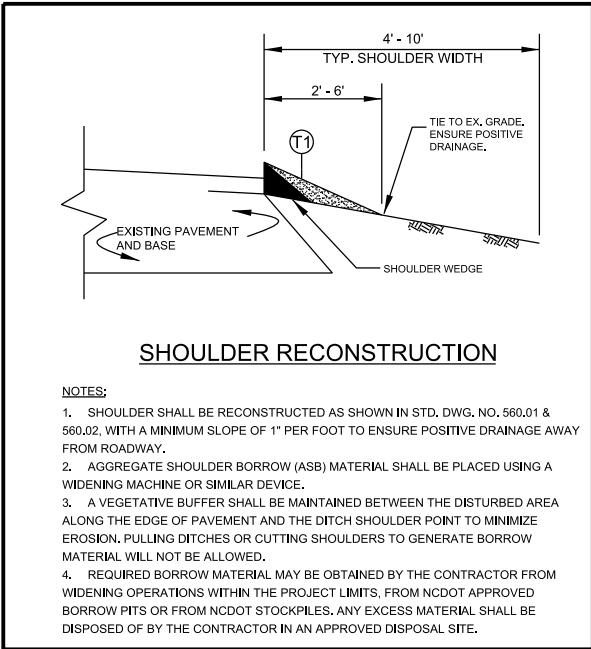 4' - 10'
TYP. SHOULDER WIDTH
2' - 6'
TIE TO EX. GRADE.
ENSURE POSITIVE
DRAINAGE.
T1
EXISTING PAVEMENT
AND BASE
SHOULDER WEDGE
SHOULDER RECONSTRUCTION
NOTES:
1. SHOULDER SHALL BE RECONSTRUCTED AS SHOWN IN STD. DWG. NO. 560.01 &
560.02, WITH A MINIMUM SLOPE OF 1" PER FOOT TO ENSURE POSITIVE DRAINAGE AWAY
FROM ROADWAY.
2. AGGREGATE SHOULDER BORROW (ASB) MATERIAL SHALL BE PLACED USING A
WIDENING MACHINE OR SIMILAR DEVICE.
3. A VEGETATIVE BUFFER SHALL BE MAINTAINED BETWEEN THE DISTURBED AREA
ALONG THE EDGE OF PAVEMENT AND THE DITCH SHOULDER POINT TO MINIMIZE
EROSION. PULLING DITCHES OR CUTTING SHOULDERS TO GENERATE BORROW
MATERIAL WILL NOT BE ALLOWED.
4. REQUIRED BORROW MATERIAL MAY BE OBTAINED BY THE CONTRACTOR FROM
WIDENING OPERATIONS WITHIN THE PROJECT LIMITS, FROM NCDOT APPROVED
BORROW PITS OR FROM NCDOT STOCKPILES. ANY EXCESS MATERIAL SHALL BE
DISPOSED OF BY THE CONTRACTOR IN AN APPROVED DISPOSAL SITE.